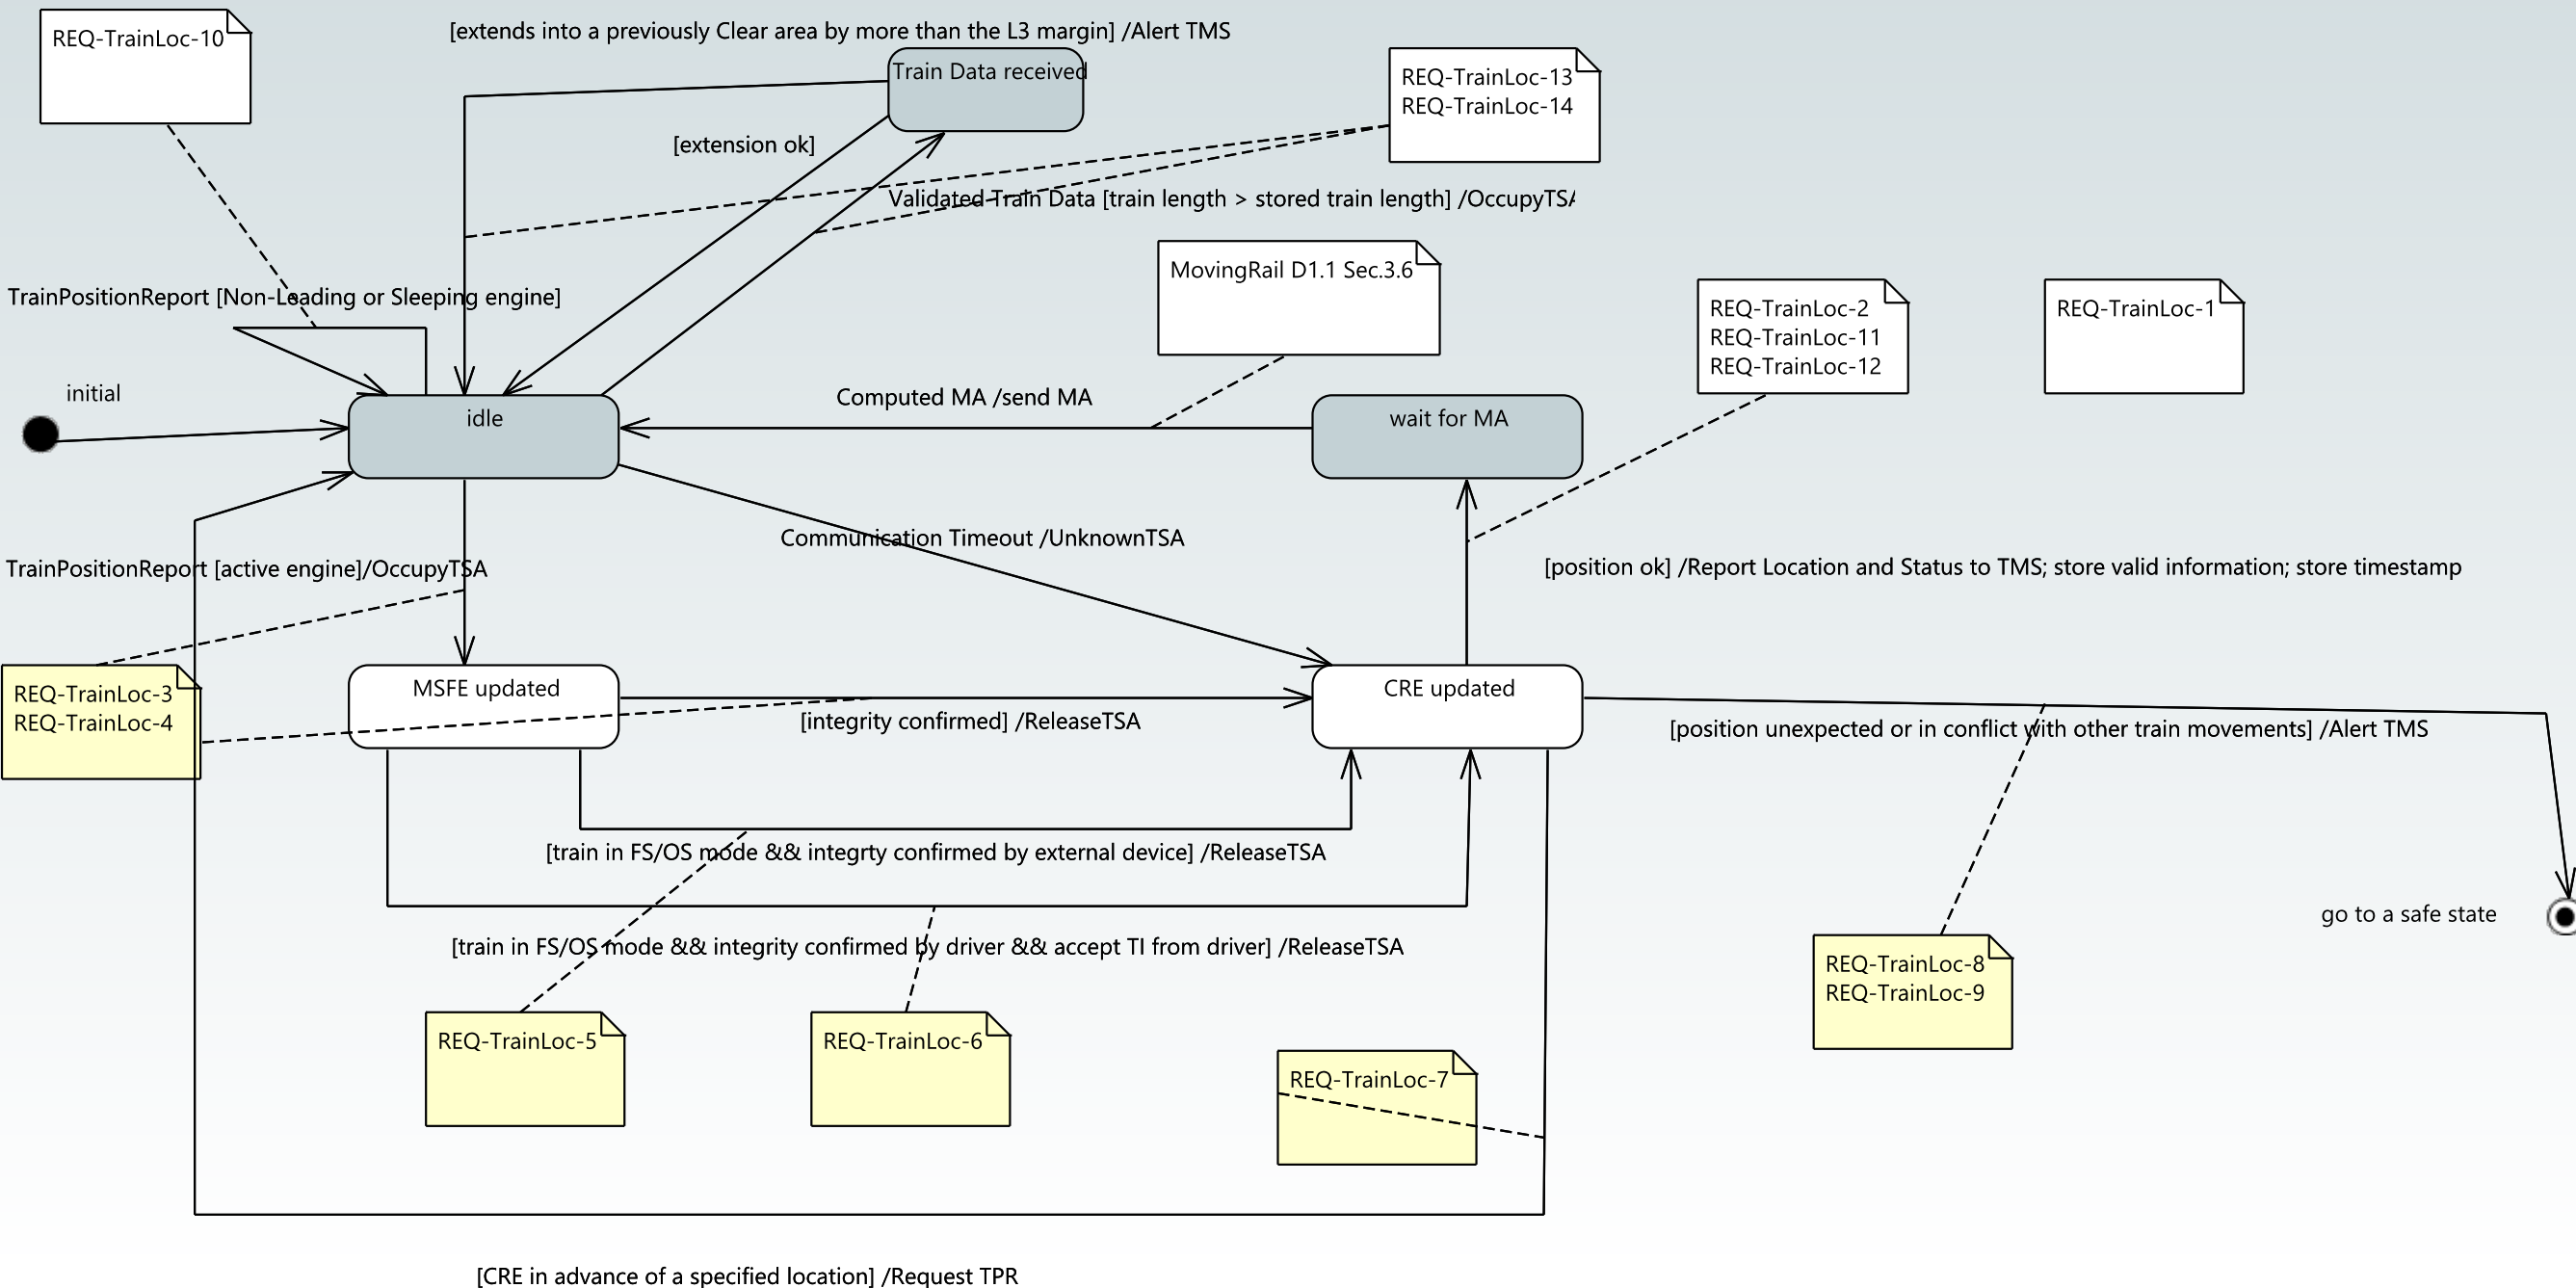 REQ-TrainLoc-10
[extends into a previously Clear area by more than the L3 margin] /Alert TMS
Train Data received
REQ-TrainLoc-13
REQ-TrainLoc-14
[extension ok]
Validated Train Data [train length > stored train length] /OccupyTSA
MovingRail D1.1 Sec.3.6
TrainPositionReport [Non-Leading or Sleeping engine]
REQ-TrainLoc-2
REQ-TrainLoc-11
REQ-TrainLoc-12
REQ-TrainLoc-1
initial
idle
Computed MA /send MA
wait for MA
Communication Timeout /UnknownTSA
TrainPositionReport [active engine]/OccupyTSA
[position ok] /Report Location and Status to TMS; store valid information; store timestamp
REQ-TrainLoc-3
REQ-TrainLoc-4
MSFE updated
CRE updated
[integrity confirmed] /ReleaseTSA
[position unexpected or in conflict with other train movements] /Alert TMS
[train in FS/OS mode && integrty confirmed by external device] /ReleaseTSA
go to a safe state
[train in FS/OS mode && integrity confirmed by driver && accept TI from driver] /ReleaseTSA
REQ-TrainLoc-8
REQ-TrainLoc-9
REQ-TrainLoc-5
REQ-TrainLoc-6
REQ-TrainLoc-7
[CRE in advance of a specified location] /Request TPR